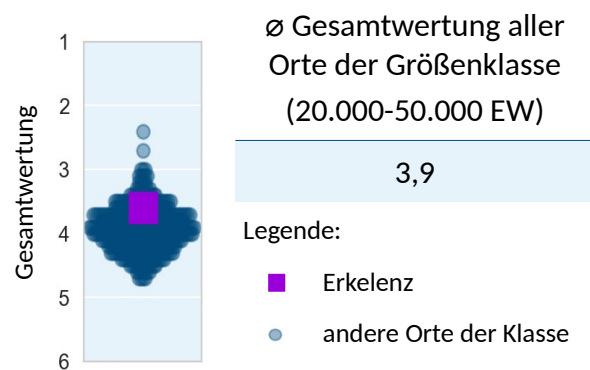 Gesamtwertung
1
2
3
4
5
6
⌀ Gesamtwertung aller
Orte der Größenklasse
(20.000-50.000 EW)
3,9
Legende:
Erkelenz
andere Orte der Klasse